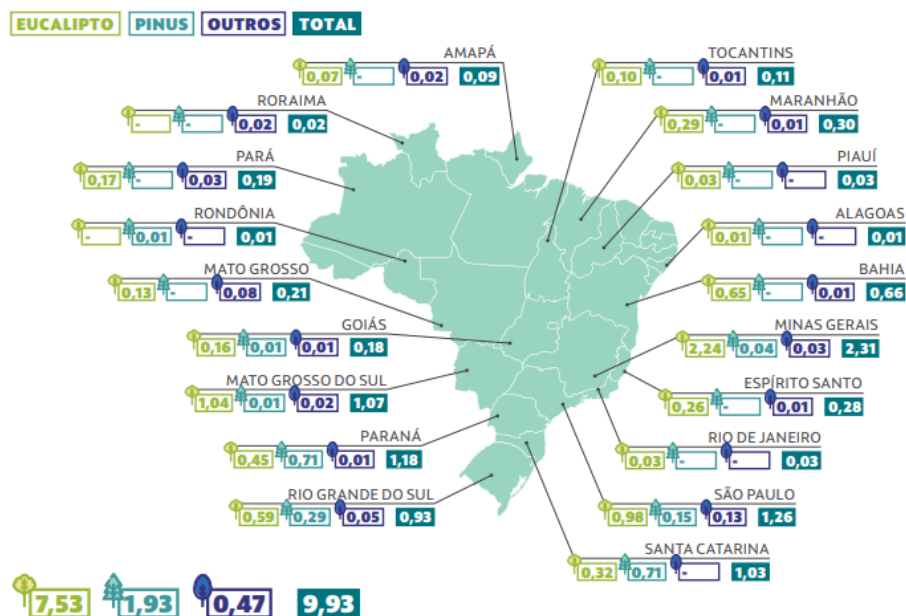 EUCALIPTO PINUS OUTROS TOTAL
AMAPÁ
0,07 - 0,02 0,09
TOCANTINS
0,10 - 0,01 0,11
RORAIMA
- - 0,02 0,02
MARANHÃO
0,29 - 0,01 0,30
PARÁ
0,17 - 0,03 0,19
PIAUÍ
0,03 - - 0,03
RONDÔNIA
- 0,01 - 0,01
ALAGOAS
0,01 - - 0,01
MATO GROSSO
0,13 - 0,08 0,21
BAHIA
0,65 - 0,01 0,66
GOIÁS
0,16 0,01 0,01 0,18
MINAS GERAIS
2,24 0,04 0,03 2,31
MATO GROSSO DO SUL
1,04 0,01 0,02 1,07
ESPÍRITO SANTO
0,26 - 0,01 0,28
PARANÁ
0,45 0,71 0,01 1,18
RIO DE JANEIRO
0,03 - - 0,03
RIO GRANDE DO SUL
0,59 0,29 0,05 0,93
SÃO PAULO
0,98 0,15 0,13 1,26
SANTA CATARINA
0,32 0,71 - 1,03
7,53 1,93 0,47 9,93